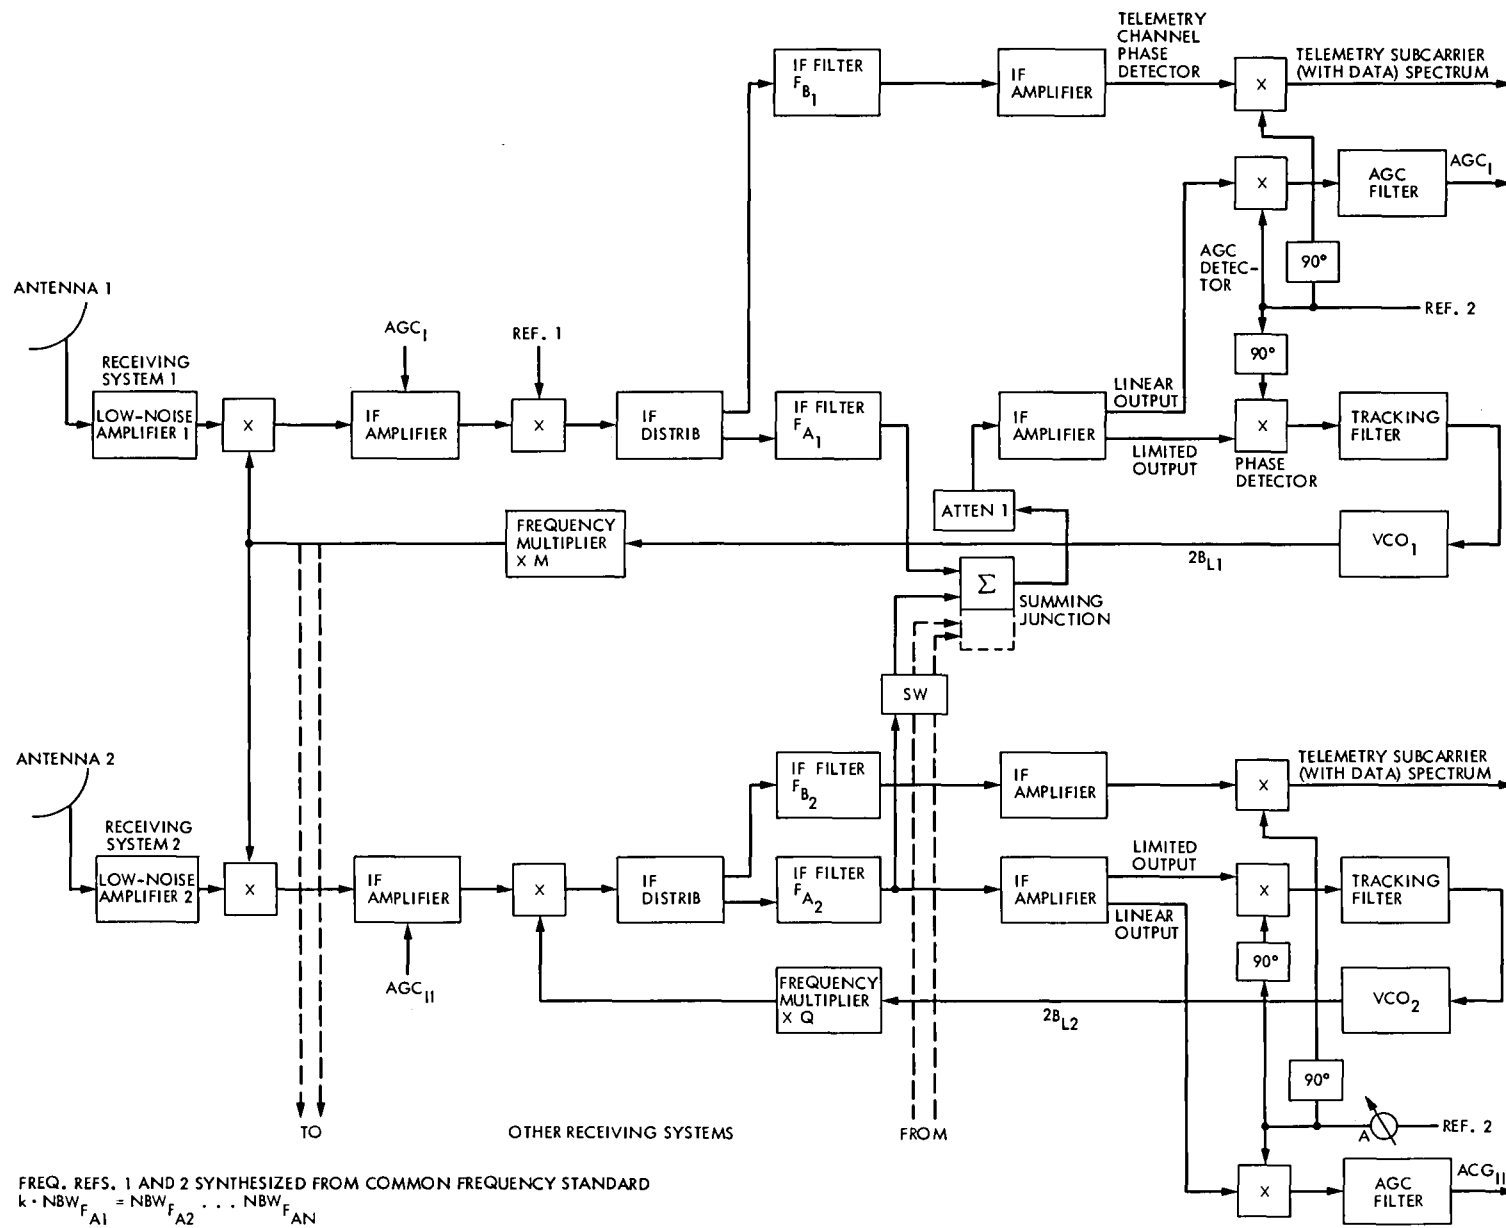 TELEMETRY
CHANNEL
PHASE
DETECTOR
IF FILTER
F_B1
IF
AMPLIFIER
X
TELEMETRY SUBCARRIER
(WITH DATA) SPECTRUM
X
AGC
FILTER
AGC_I
AGC
DETEC-
TOR
90°
REF. 2
90°
ANTENNA 1
RECEIVING
SYSTEM 1
LOW-NOISE
AMPLIFIER 1
X
AGC_I
IF
AMPLIFIER
REF. 1
X
IF
DISTRIB
IF FILTER
F_A1
IF
AMPLIFIER
LINEAR
OUTPUT
LIMITED
OUTPUT
X
PHASE
DETECTOR
TRACKING
FILTER
ATTEN 1
FREQUENCY
MULTIPLIER
X M
2B_L1
VCO_1
Σ
SUMMING
JUNCTION
SW
ANTENNA 2
RECEIVING
SYSTEM 2
LOW-NOISE
AMPLIFIER 2
X
IF
AMPLIFIER
AGC_II
X
IF
DISTRIB
IF FILTER
F_B2
IF
AMPLIFIER
X
TELEMETRY SUBCARRIER
(WITH DATA) SPECTRUM
IF FILTER
F_A2
IF
AMPLIFIER
LIMITED
OUTPUT
LINEAR
OUTPUT
X
TRACKING
FILTER
90°
FREQUENCY
MULTIPLIER
X Q
2B_L2
VCO_2
90°
A
REF. 2
TO
OTHER RECEIVING SYSTEMS
FROM
X
AGC
FILTER
ACG_II
FREQ. REFS. 1 AND 2 SYNTHESIZED FROM COMMON FREQUENCY STANDARD
k · NBW_F_A1 = NBW_F_A2 . . . NBW_F_AN